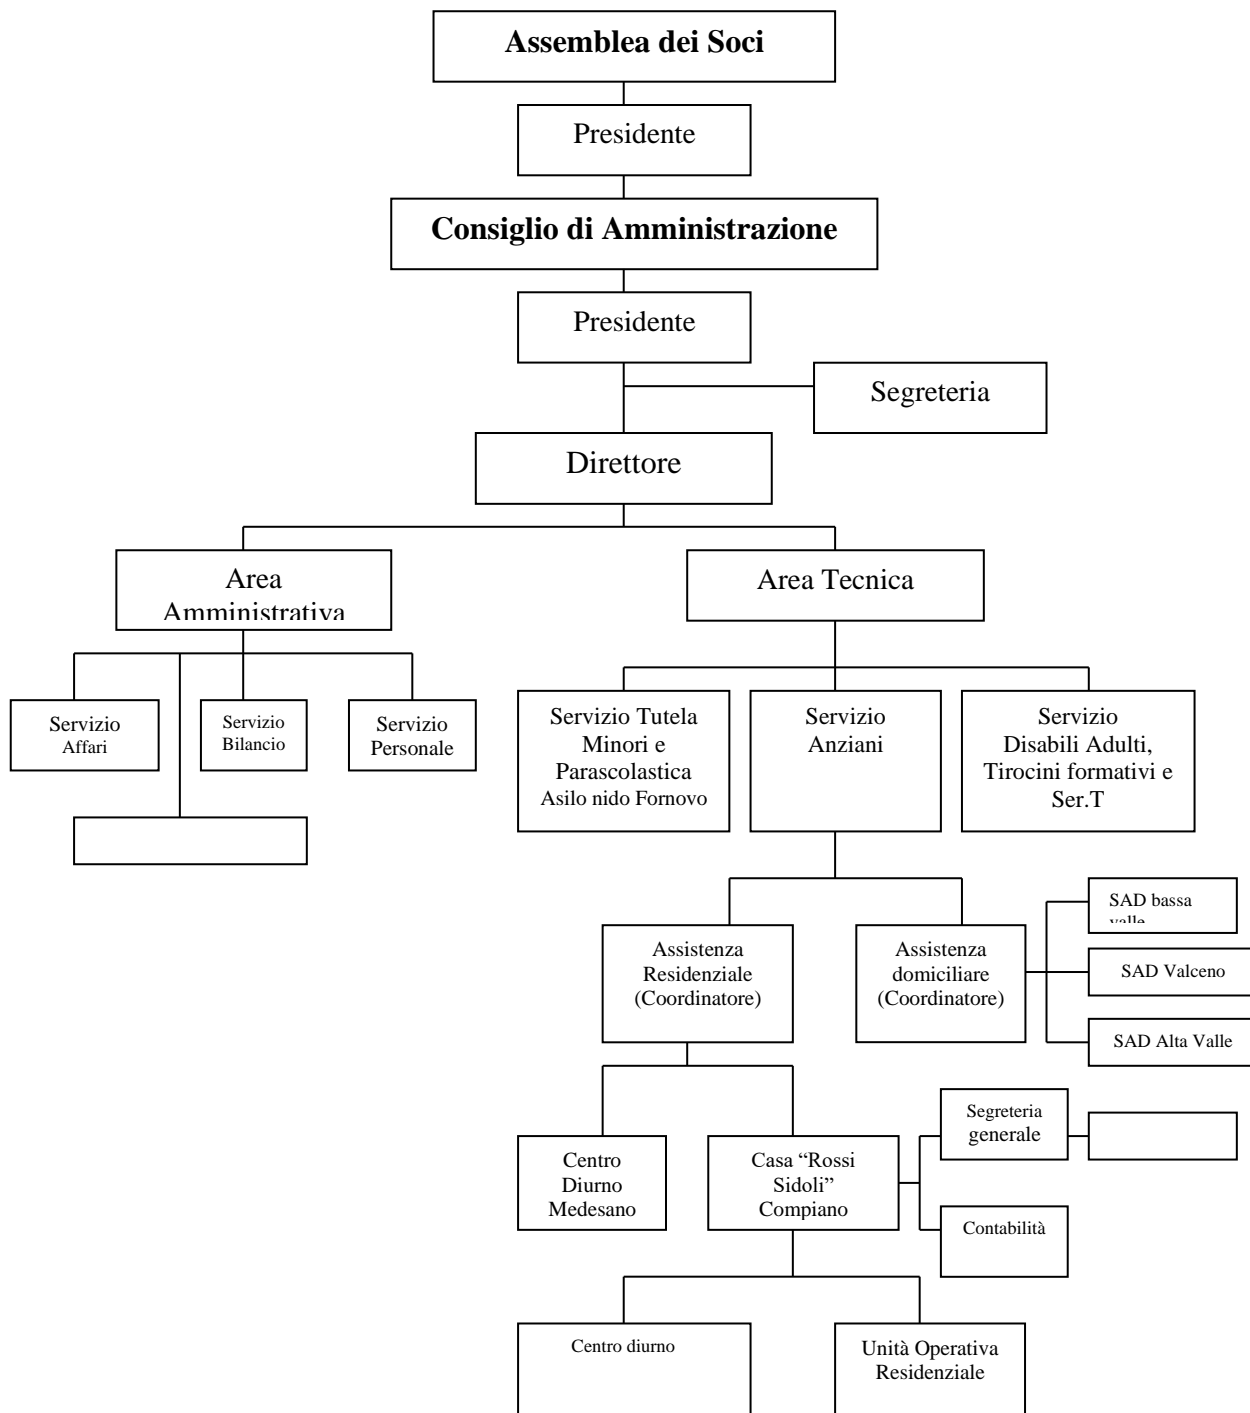 Assemblea dei Soci
Presidente
Consiglio di Amministrazione
Presidente
Segreteria
Direttore
Area
Amministrativa
Area Tecnica
Servizio
Affari
Servizio
Bilancio
Servizio
Personale
Servizio Tutela
Minori e
Parascolastica
Asilo nido Fornovo
Servizio
Anziani
Servizio
Disabili Adulti,
Tirocini formativi e
Ser.T
SAD bassa
valle
Assistenza
Residenziale
(Coordinatore)
Assistenza
domiciliare
(Coordinatore)
SAD Valceno
SAD Alta Valle
Segreteria
generale
Centro
Diurno
Medesano
Casa “Rossi
Sidoli”
Compiano
Contabilità
Centro diurno
Unità Operativa
Residenziale